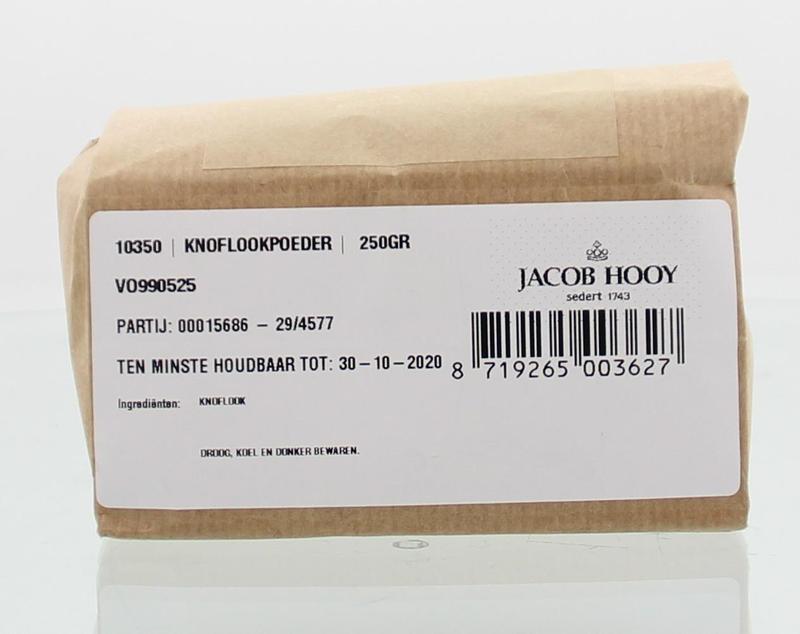 10350 | KNOFLOOKPOEDER | 250GR
VO990525
PARTIJ: 00015686 – 29/4577
TEN MINSTE HOUDBAAR TOT: 30-10-2020
Ingrediënten: KNOFLOOK
DROOG, KOEL EN DONKER BEWAREN.
JACOB HOOY
sedert 1743
8 719265 003627